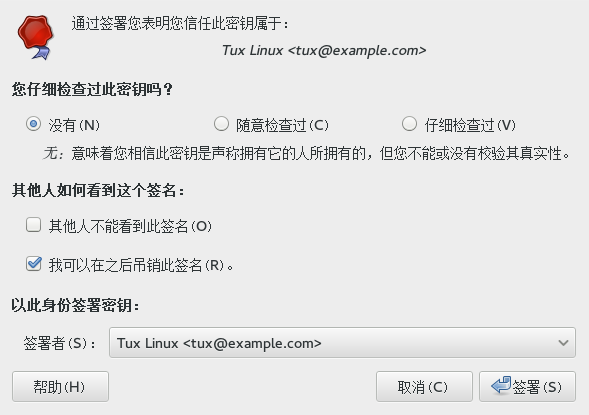 通过签署您表明您信任此密钥属于：
Tux Linux <tux@example.com>
您仔细检查过此密钥吗？
没有(N) 随意检查过(C) 仔细检查过(V)
无：意味着您相信此密钥是声称拥有它的人所拥有的，但您不能或没有校验其真实性。
其他人如何看到这个签名：
其他人不能看到此签名(O)
我可以在之后吊销此签名(R)。
以此身份签署密钥：
签署者(S)： Tux Linux <tux@example.com>
帮助(H) 取消(C) 签署(S)